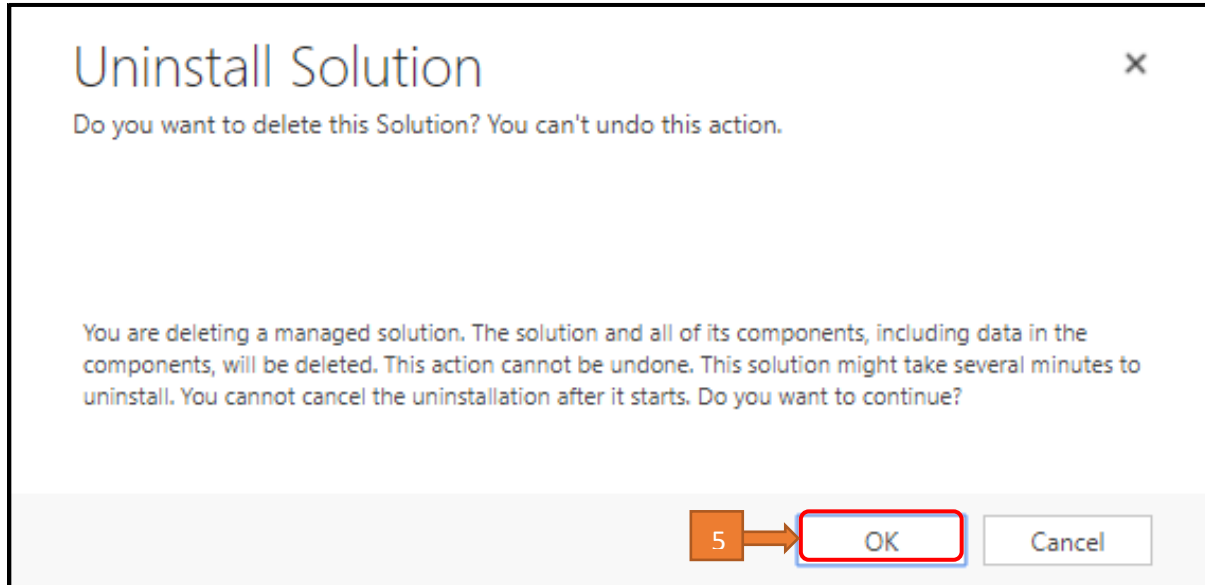 Uninstall Solution
Do you want to delete this Solution? You can't undo this action.
You are deleting a managed solution. The solution and all of its components, including data in the
components, will be deleted. This action cannot be undone. This solution might take several minutes to
uninstall. You cannot cancel the uninstallation after it starts. Do you want to continue?
5 OK Cancel